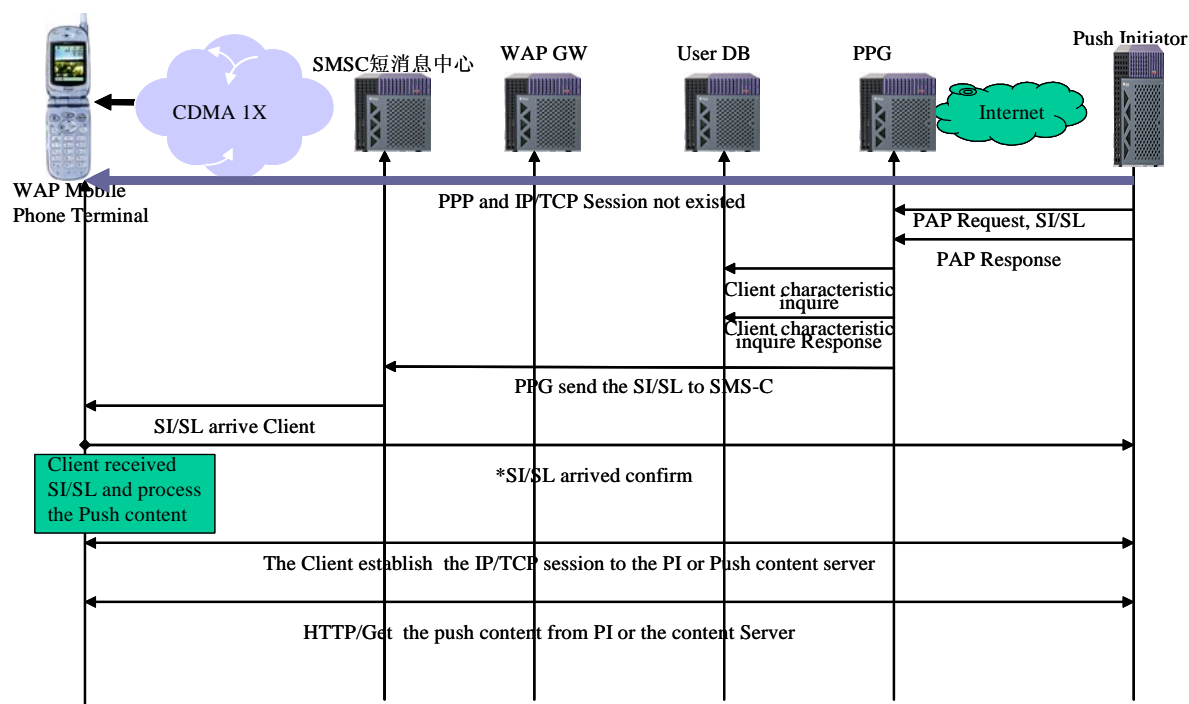 Push Initiator
SMSC短消息中心
WAP GW
User DB
PPG
CDMA 1X
Internet
WAP Mobile
Phone Terminal
PPP and IP/TCP Session not existed
PAP Request, SI/SL
PAP Response
Client characteristic
inquire
Client characteristic
inquire Response
PPG send the SI/SL to SMS-C
SI/SL arrive Client
Client received
SI/SL and process
the Push content
*SI/SL arrived confirm
The Client establish the IP/TCP session to the PI or Push content server
HTTP/Get the push content from PI or the content Server